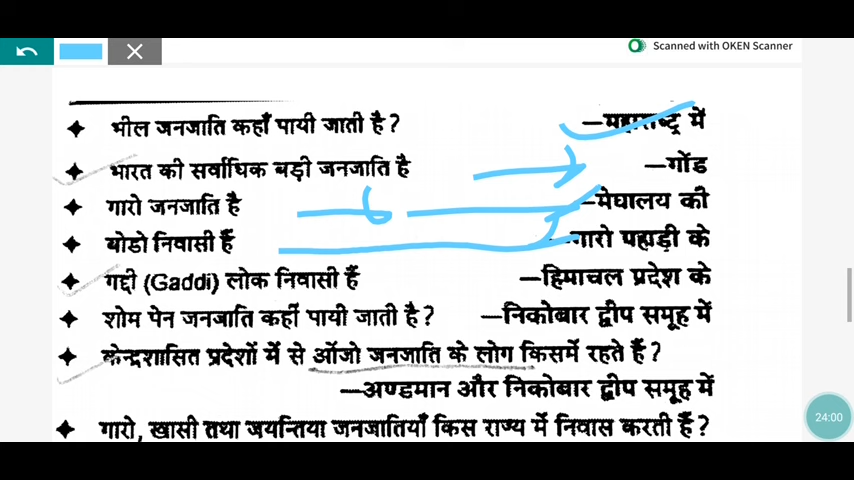 Scanned with OKEN Scanner
✦ भील जनजाति कहाँ पायी जाती है? —महाराष्ट्र में
✦ भारत की सर्वाधिक बड़ी जनजाति है —गोंड
✦ गारो जनजाति है —मेघालय की
✦ बोडो निवासी हैं —गारो पहाड़ी के
✦ गद्दी (Gaddi) लोक निवासी हैं —हिमाचल प्रदेश के
✦ शोम पेन जनजाति कहाँ पायी जाती है? —निकोबार द्वीप समूह में
✦ केन्द्रशासित प्रदेशों में से ओंजो जनजाति के लोग किसमें रहते हैं?
—अण्डमान और निकोबार द्वीप समूह में
✦ गारो, खासी तथा जयन्तिया जनजातियाँ किस राज्य में निवास करती हैं?
24:00